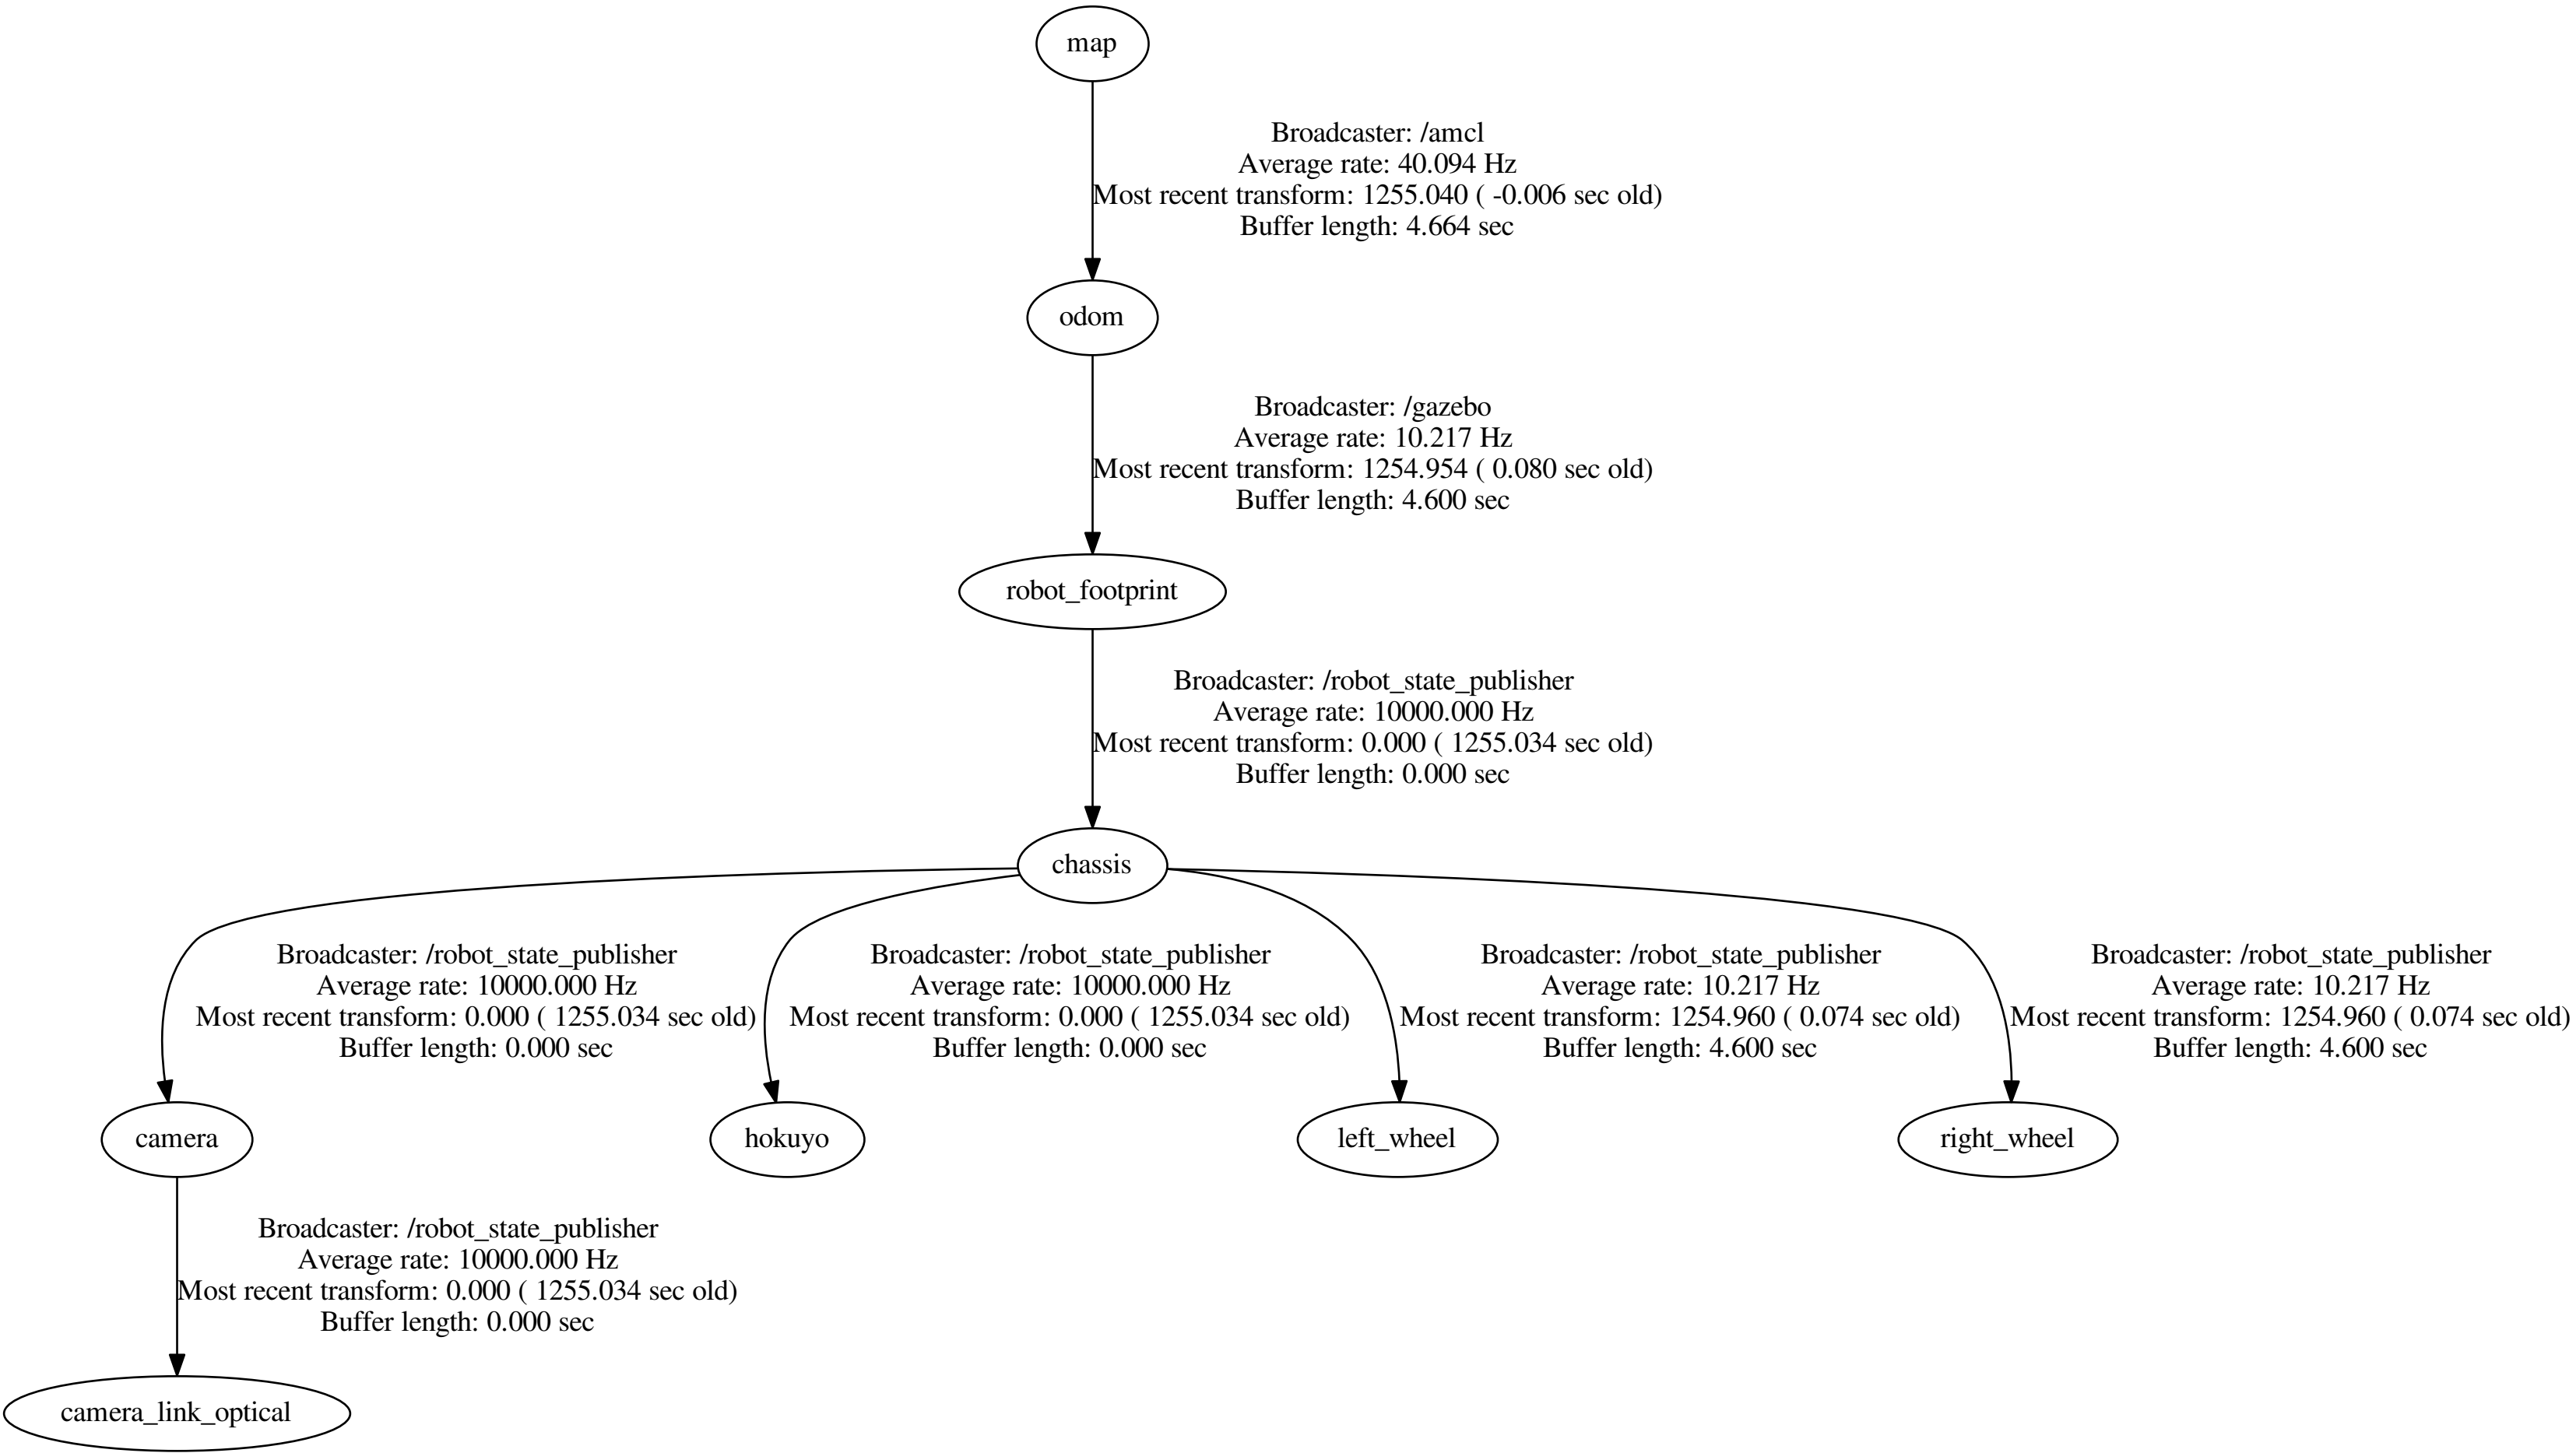 map
Broadcaster: /amcl
Average rate: 40.094 Hz
Most recent transform: 1255.040 ( -0.006 sec old)
Buffer length: 4.664 sec
odom
Broadcaster: /gazebo
Average rate: 10.217 Hz
Most recent transform: 1254.954 ( 0.080 sec old)
Buffer length: 4.600 sec
robot_footprint
Broadcaster: /robot_state_publisher
Average rate: 10000.000 Hz
Most recent transform: 0.000 ( 1255.034 sec old)
Buffer length: 0.000 sec
chassis
Broadcaster: /robot_state_publisher
Average rate: 10000.000 Hz
Most recent transform: 0.000 ( 1255.034 sec old)
Buffer length: 0.000 sec
Broadcaster: /robot_state_publisher
Average rate: 10000.000 Hz
Most recent transform: 0.000 ( 1255.034 sec old)
Buffer length: 0.000 sec
Broadcaster: /robot_state_publisher
Average rate: 10.217 Hz
Most recent transform: 1254.960 ( 0.074 sec old)
Buffer length: 4.600 sec
Broadcaster: /robot_state_publisher
Average rate: 10.217 Hz
Most recent transform: 1254.960 ( 0.074 sec old)
Buffer length: 4.600 sec
camera
hokuyo
left_wheel
right_wheel
Broadcaster: /robot_state_publisher
Average rate: 10000.000 Hz
Most recent transform: 0.000 ( 1255.034 sec old)
Buffer length: 0.000 sec
camera_link_optical